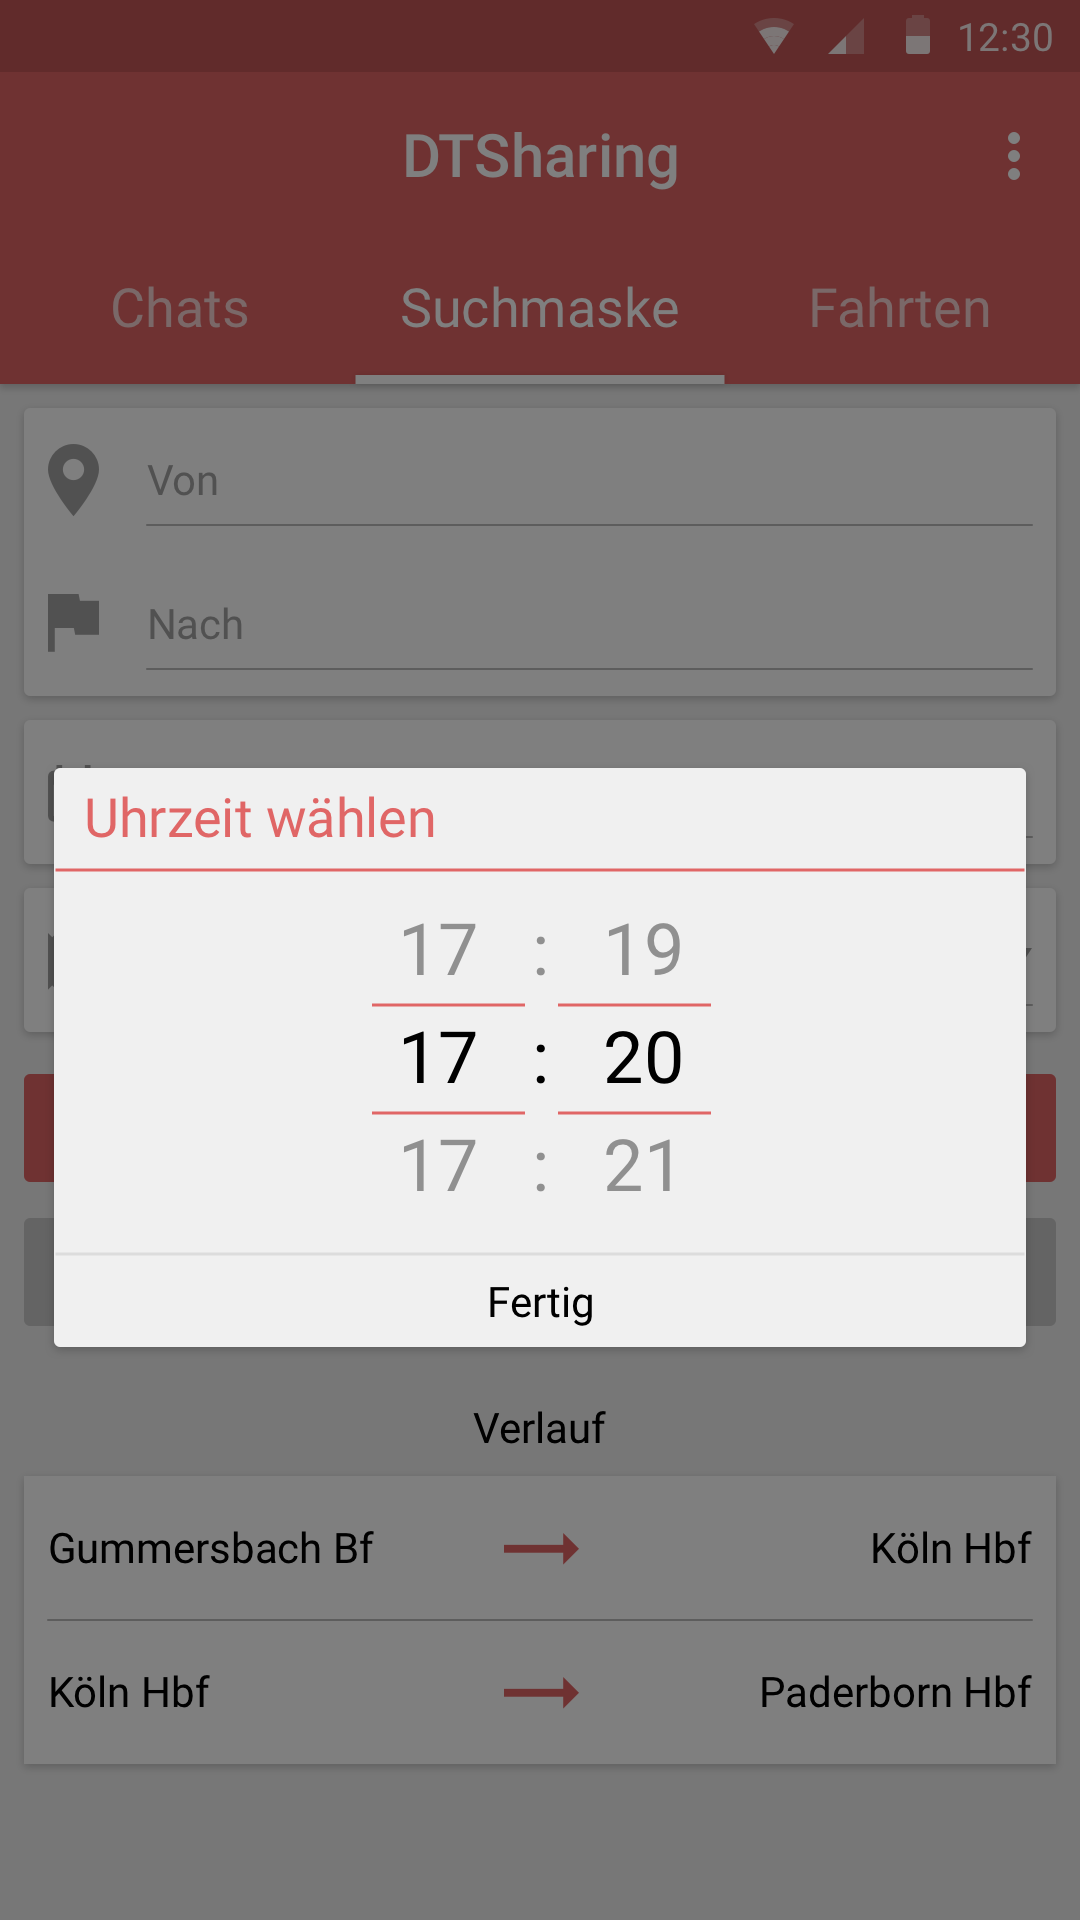 12:30
DTSharing
Chats Suchmaske Fahrten
Von
Nach
Uhrzeit wählen
17 : 19
17 : 20
17 : 21
Fertig
Verlauf
Gummersbach Bf Köln Hbf
Köln Hbf Paderborn Hbf